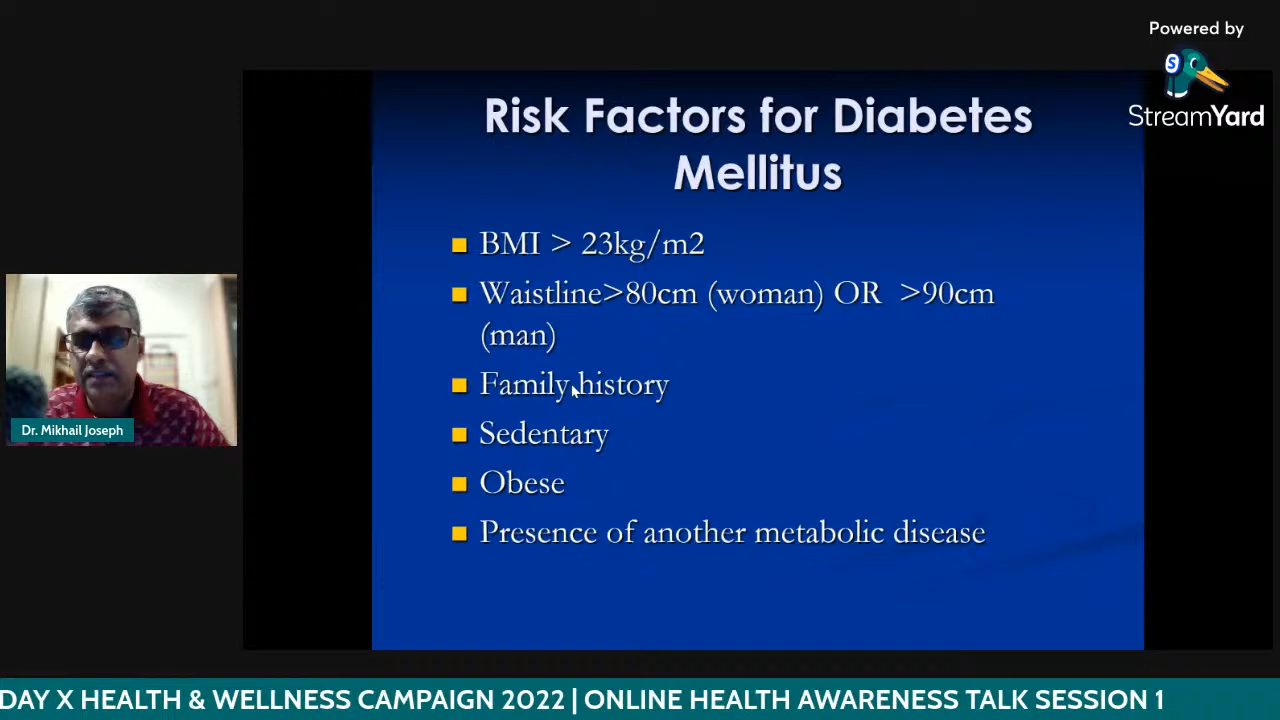 Powered by
StreamYard
Risk Factors for Diabetes
Mellitus
BMI > 23kg/m2
Waistline>80cm (woman) OR >90cm
(man)
Family history
Sedentary
Obese
Presence of another metabolic disease
Dr. Mikhail Joseph
DAY X HEALTH & WELLNESS CAMPAIGN 2022 | ONLINE HEALTH AWARENESS TALK SESSION 1